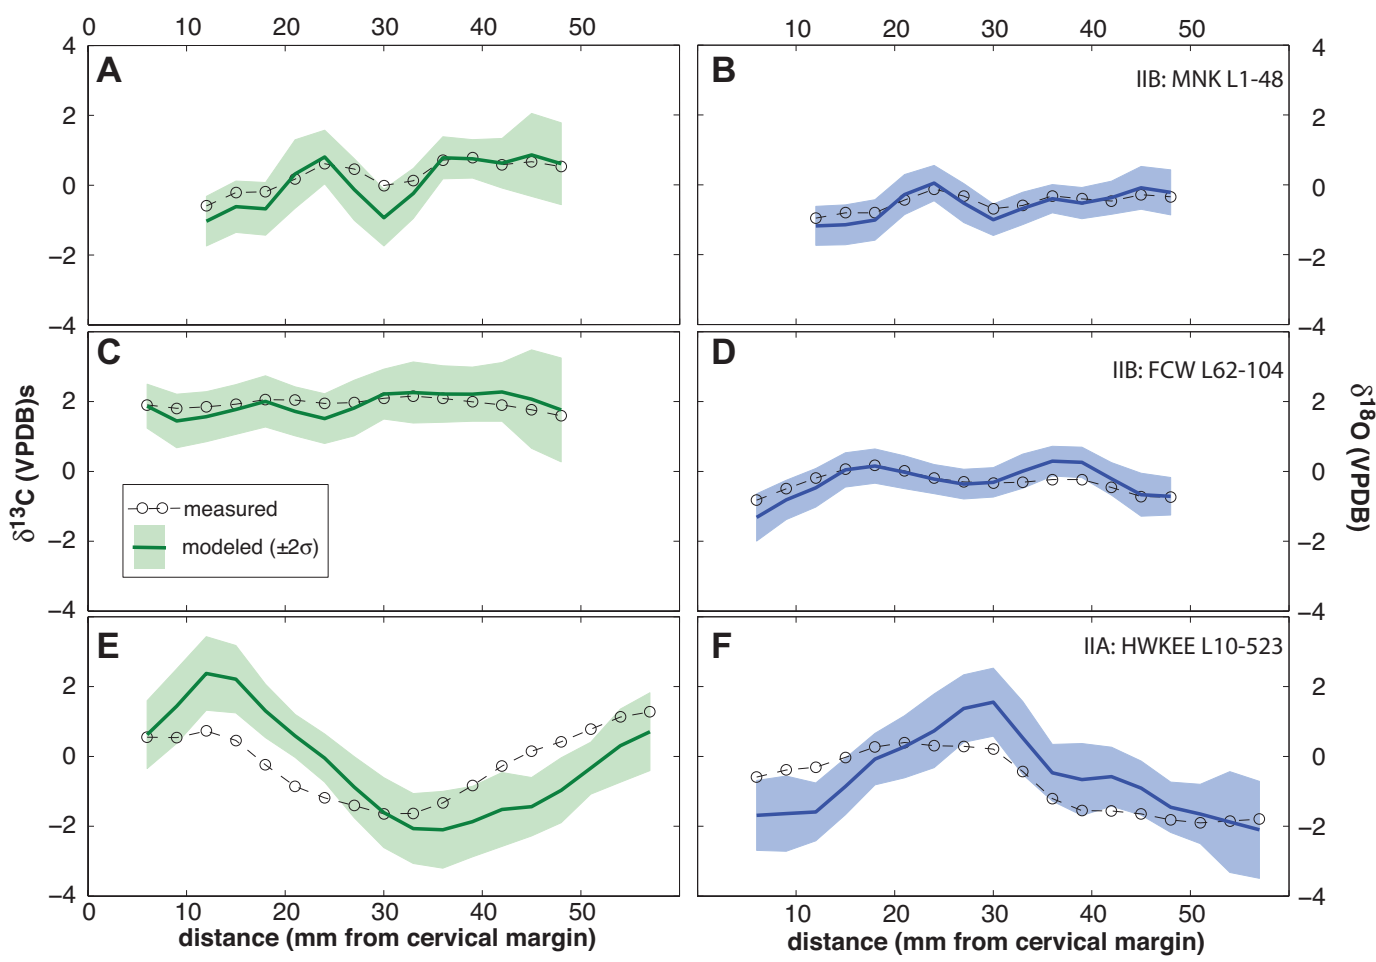 0 10 20 30 40 50
10 20 30 40 50
4 A B IIB: MNK L1-48 4
2 2
0 0
−2 −2
−4 −4
C D IIB: FCW L62-104
2 2
0 0
−2 −2
−4 −4
measured
modeled (±2σ)
δ13C (VPDB)s
δ18O (VPDB)
E F IIA: HWKEE L10-523
2 2
0 0
−2 −2
−4 −4
0 10 20 30 40 50
10 20 30 40 50
distance (mm from cervical margin)
distance (mm from cervical margin)